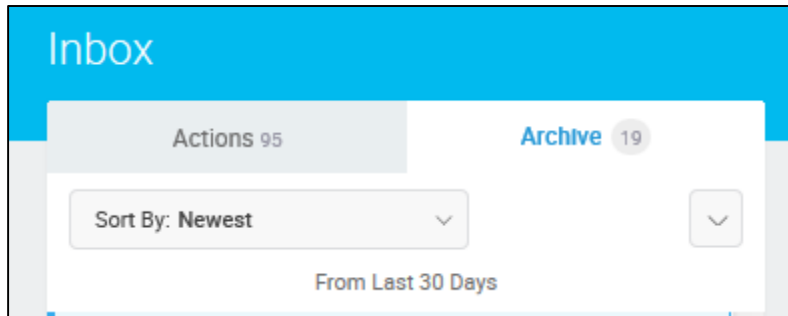 Inbox
Actions 95
Archive 19
Sort By: Newest
From Last 30 Days